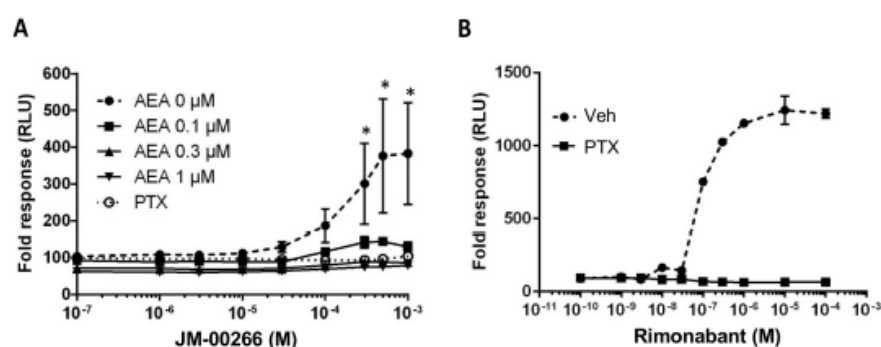 A
Fold response (RLU)
600
500
400
300
200
100
0
AEA 0 µM
AEA 0.1 µM
AEA 0.3 µM
AEA 1 µM
PTX
*
*
*
10⁻⁷
10⁻⁶
10⁻⁵
10⁻⁴
10⁻³
JM-00266 (M)
B
Fold response (RLU)
1500
1000
500
0
Veh
PTX
10⁻¹¹
10⁻¹⁰
10⁻⁹
10⁻⁸
10⁻⁷
10⁻⁶
10⁻⁵
10⁻⁴
10⁻³
Rimonabant (M)